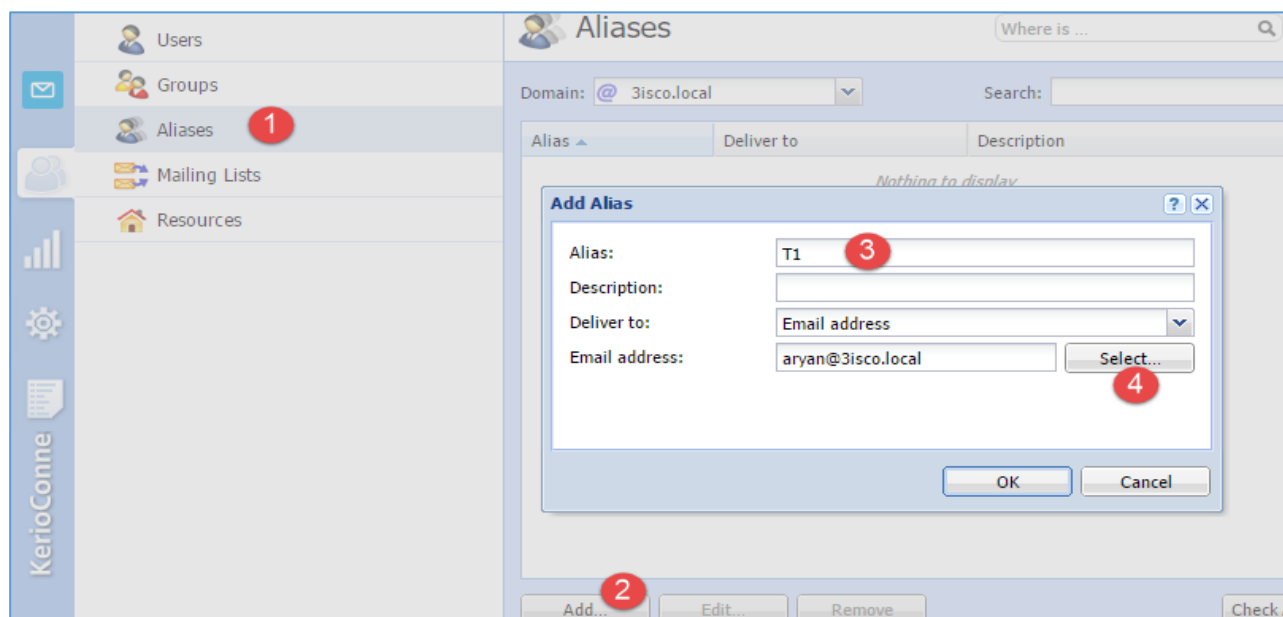 Users
Groups
Aliases 1
Mailing Lists
Resources
KerioConne
Aliases
Where is ...
Domain: @ 3isco.local
Search:
Alias Deliver to Description
Nothing to display
Add Alias ?
Alias: T1 3
Description:
Deliver to: Email address
Email address: aryan@3isco.local Select...
4
OK Cancel
2
Add... Edit... Remove Check